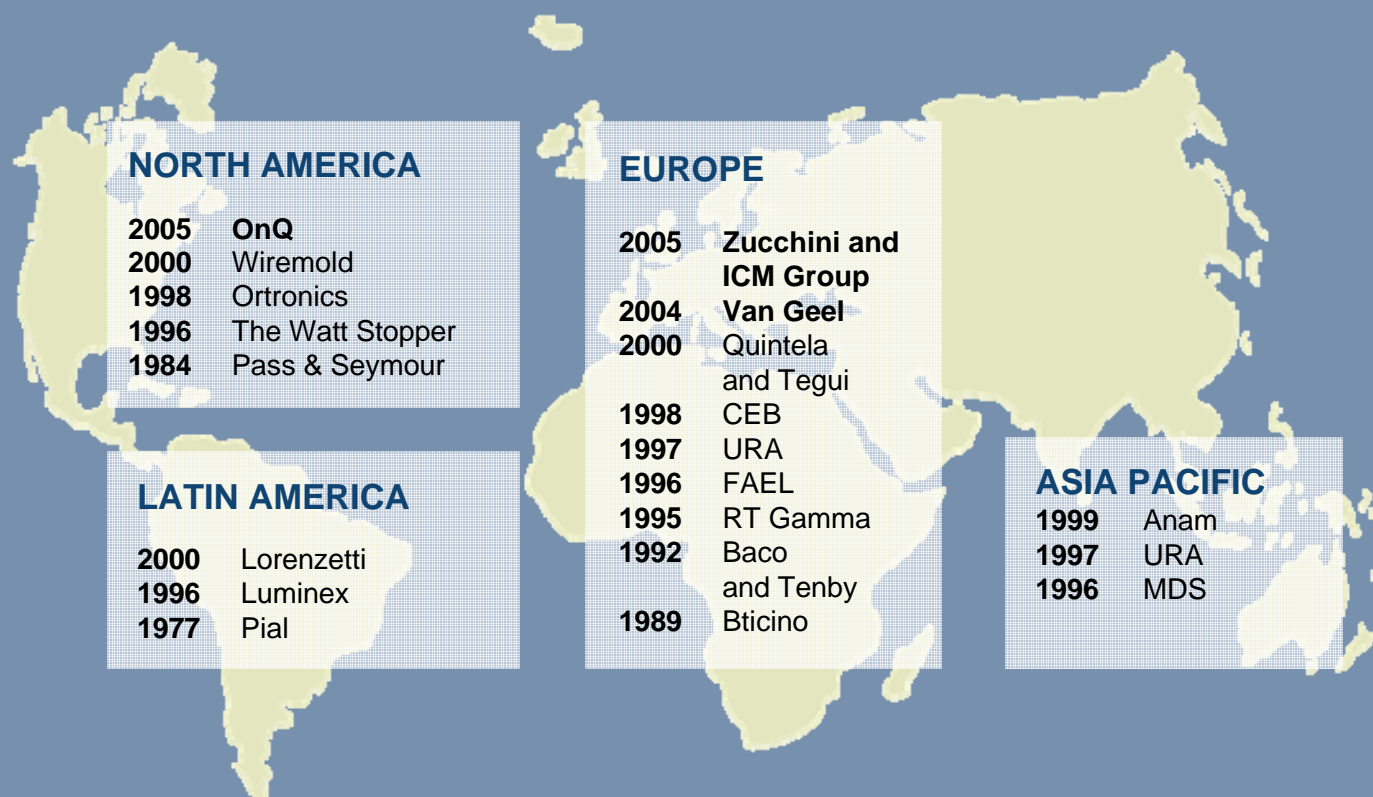 NORTH AMERICA
2005 OnQ
2000 Wiremold
1998 Ortronics
1996 The Watt Stopper
1984 Pass & Seymour
LATIN AMERICA
2000 Lorenzetti
1996 Luminex
1977 Pial
EUROPE
2005 Zucchini and
ICM Group
2004 Van Geel
2000 Quintela
and Tegui
1998 CEB
1997 URA
1996 FAEL
1995 RT Gamma
1992 Baco
and Tenby
1989 Bticino
ASIA PACIFIC
1999 Anam
1997 URA
1996 MDS